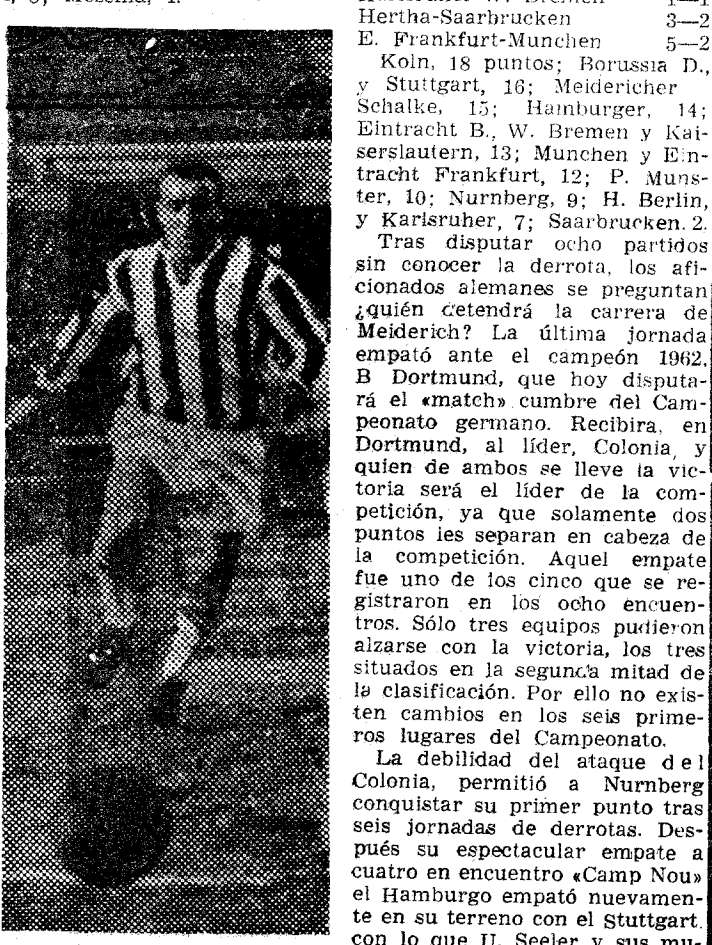 Hertha-Saarbrucken 3—2
E. Frankfurt-Munchen 5—2
Koln, 18 puntos; Borussia D.,
y Stuttgart, 16; Meidericher
Schalke, 15; Hamburger, 14;
Eintracht B., W. Bremen y Kai-
serslautern, 13; Munchen y Ein-
tracht Frankfurt, 12; P. Muns-
ter, 10; Nurnberg, 9; H. Berlin,
y Karlsruher, 7; Saarbrucken. 2.
Tras disputar ocho partidos
sin conocer la derrota, los afi-
cionados alemanes se preguntan
¿quién detendrá la carrera de
Meiderich? La última jornada
empató ante el campeón 1962.
B Dortmund, que hoy disputa-
rá el «match» cumbre del Cam-
peonato germano. Recibira, en
Dortmund, al líder, Colonia, y
quien de ambos se lleve la vic-
toria será el líder de la com-
petición, ya que solamente dos
puntos les separan en cabeza de
la competición. Aquel empate
fue uno de los cinco que se re-
gistraron en los ocho encuen-
tros. Sólo tres equipos pudieron
alzarse con la victoria, los tres
situados en la segunda mitad de
la clasificación. Por ello no exis-
ten cambios en los seis prime-
ros lugares del Campeonato.
La debilidad del ataque del
Colonia, permitió a Nurnberg
conquistar su primer punto tras
seis jornadas de derrotas. Des-
pués su espectacular empate a
cuatro en encuentro «Camp Nou»
el Hamburgo empató nuevamen-
te en su terreno con el Stuttgart.
con lo que U. Seeler y sus mu-